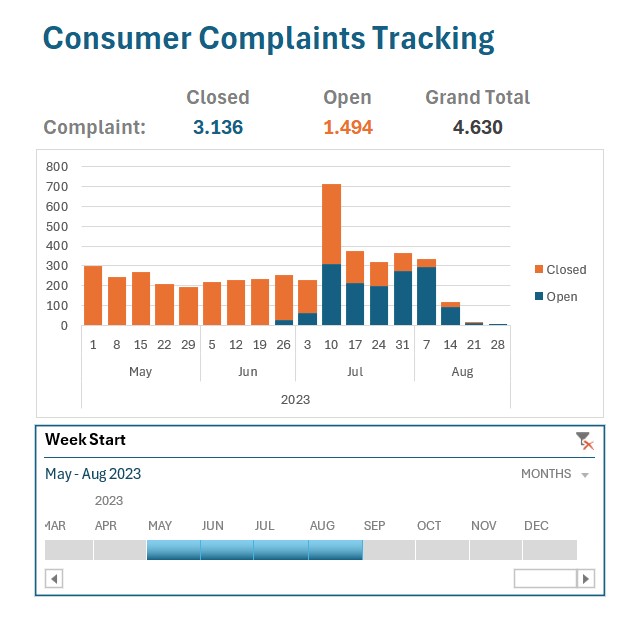 Consumer Complaints Tracking
Closed Open Grand Total
Complaint: 3.136 1.494 4.630
800
700
600
500
400
300
200
100
0
Closed
Open
1 8 15 22 29 5 12 19 26 3 10 17 24 31 7 14 21 28
May Jun Jul Aug
2023
Week Start
May - Aug 2023 MONTHS
2023
MAR APR MAY JUN JUL AUG SEP OCT NOV DEC